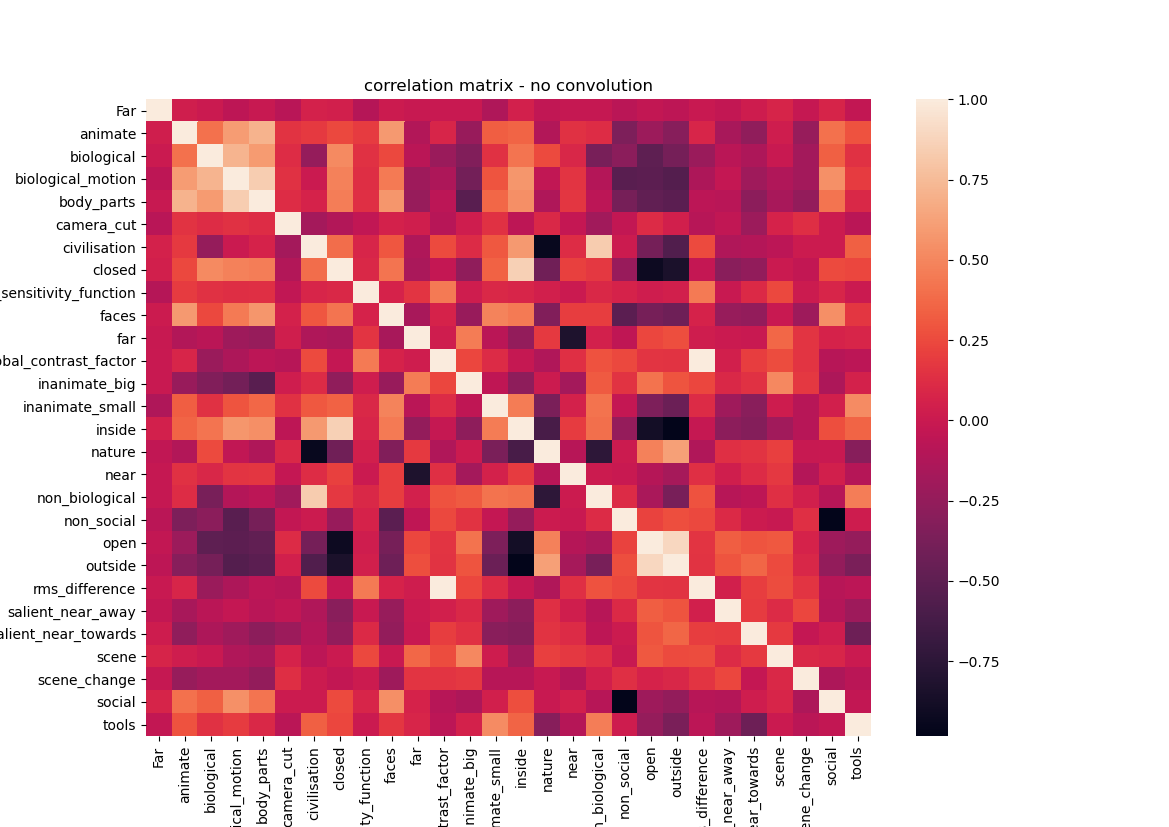 correlation matrix - no convolution
Far
animate
biological
biological_motion
body_parts
camera_cut
civilisation
closed
_sensitivity_function
faces
far
obal_contrast_factor
inanimate_big
inanimate_small
inside
nature
near
non_biological
non_social
open
outside
rms_difference
salient_near_away
alient_near_towards
scene
scene_change
social
tools
Far
animate
biological
ical_motion
body_parts
camera_cut
civilisation
closed
ty_function
faces
far
trast_factor
nimate_big
mate_small
inside
nature
near
n_biological
non_social
open
outside
_difference
_near_away
ear_towards
scene
ene_change
social
tools
1.00
0.75
0.50
0.25
0.00
−0.25
−0.50
−0.75